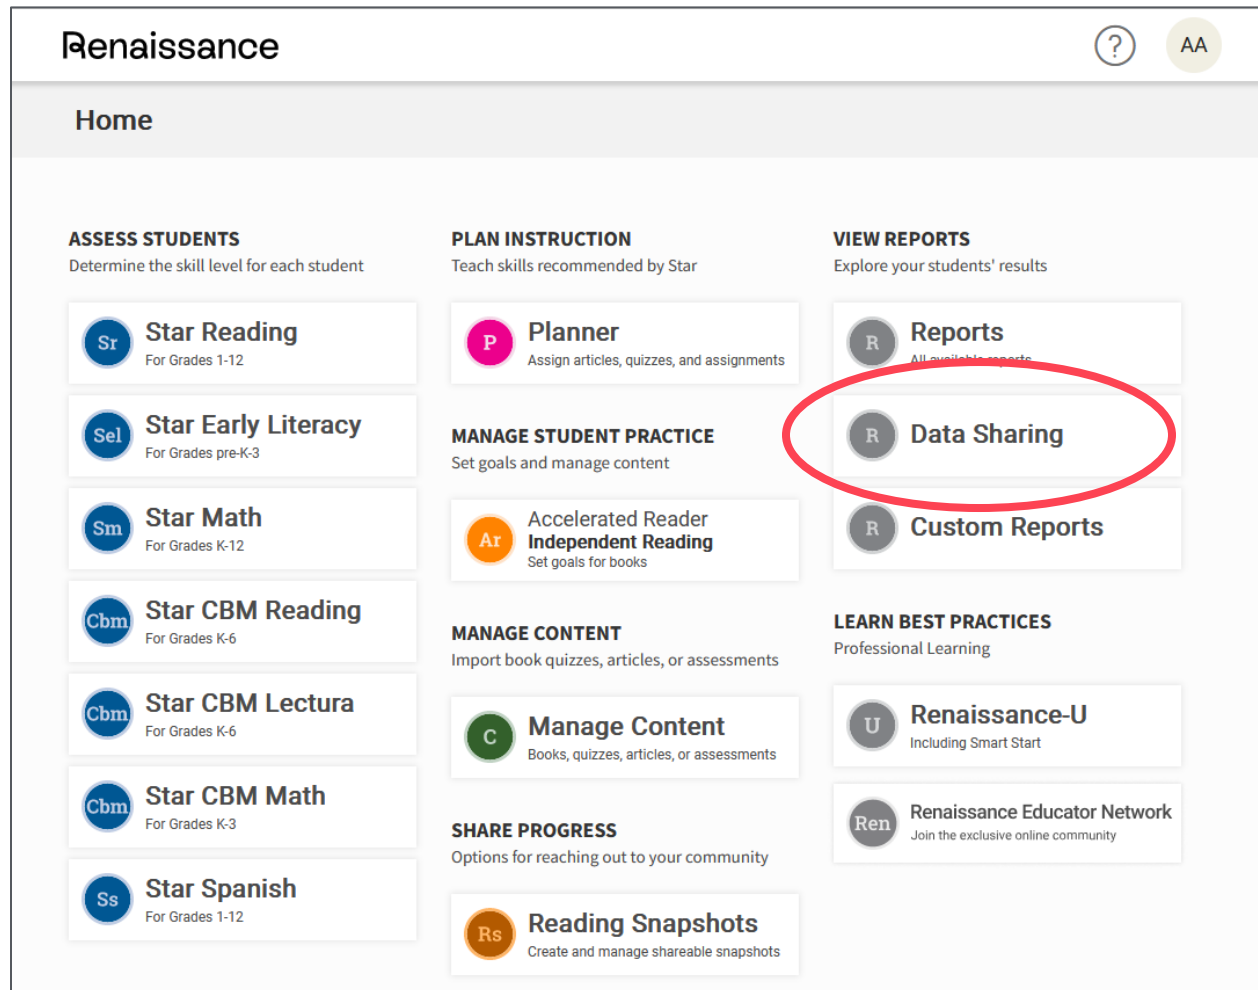 Renaissance
?
AA
Home
ASSESS STUDENTS
Determine the skill level for each student
Sr
Star Reading
For Grades 1-12
Sel
Star Early Literacy
For Grades pre-K-3
Sm
Star Math
For Grades K-12
Cbm
Star CBM Reading
For Grades K-6
Cbm
Star CBM Lectura
For Grades K-6
Cbm
Star CBM Math
For Grades K-3
Ss
Star Spanish
For Grades 1-12
PLAN INSTRUCTION
Teach skills recommended by Star
P
Planner
Assign articles, quizzes, and assignments
MANAGE STUDENT PRACTICE
Set goals and manage content
Ar
Accelerated Reader
Independent Reading
Set goals for books
MANAGE CONTENT
Import book quizzes, articles, or assessments
C
Manage Content
Books, quizzes, articles, or assessments
SHARE PROGRESS
Options for reaching out to your community
Rs
Reading Snapshots
Create and manage shareable snapshots
VIEW REPORTS
Explore your students' results
R
Reports
All available reports
R
Data Sharing
R
Custom Reports
LEARN BEST PRACTICES
Professional Learning
U
Renaissance-U
Including Smart Start
Ren
Renaissance Educator Network
Join the exclusive online community